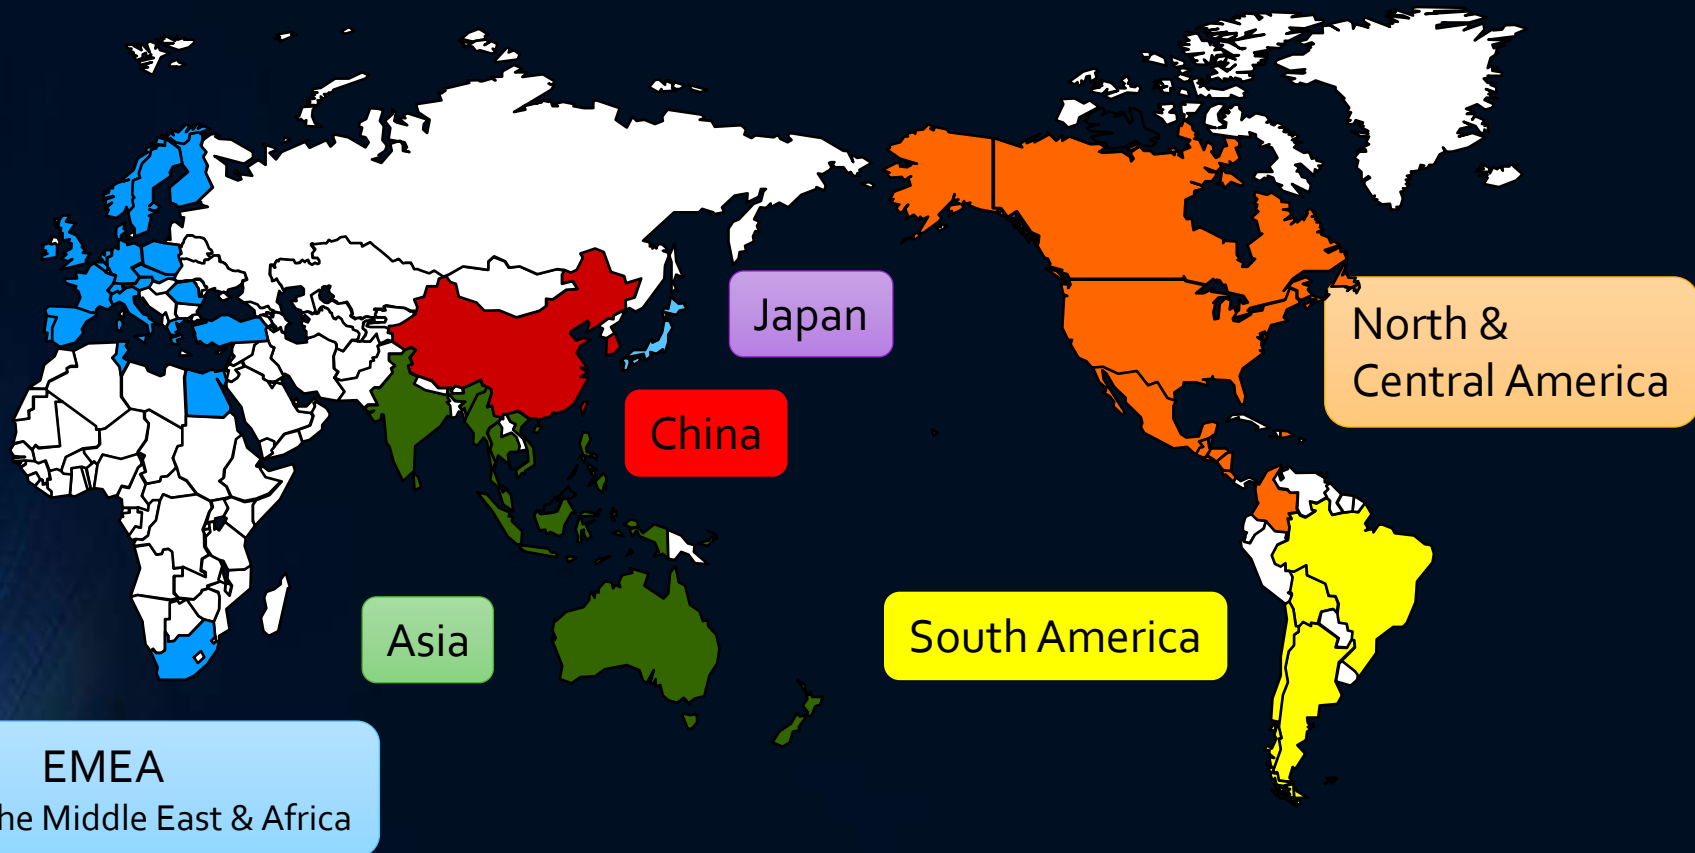 Japan
North &
Central America
China
Asia
South America
EMEA
he Middle East & Africa